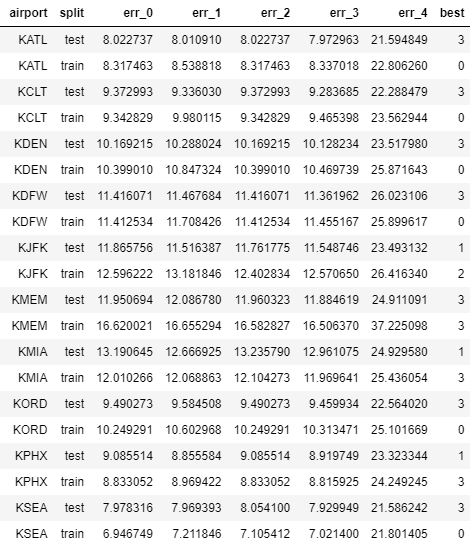 airport split err_0 err_1 err_2 err_3 err_4 best
KATL test 8.022737 8.010910 8.022737 7.972963 21.594849 3
KATL train 8.317463 8.538818 8.317463 8.337018 22.806260 0
KCLT test 9.372993 9.336030 9.372993 9.283685 22.288479 3
KCLT train 9.342829 9.980115 9.342829 9.465398 23.562944 0
KDEN test 10.169215 10.288024 10.169215 10.128234 23.517980 3
KDEN train 10.399010 10.847324 10.399010 10.469739 25.871643 0
KDFW test 11.416071 11.467684 11.416071 11.361962 26.023106 3
KDFW train 11.412534 11.708426 11.412534 11.455167 25.899617 0
KJFK test 11.865756 11.516387 11.761775 11.548746 23.493132 1
KJFK train 12.596222 13.181846 12.402834 12.570650 26.416340 2
KMEM test 11.950694 12.086780 11.960323 11.884619 24.911091 3
KMEM train 16.620021 16.655294 16.582827 16.506370 37.225098 3
KMIA test 13.190645 12.666925 13.235790 12.961075 24.929580 1
KMIA train 12.010266 12.068863 12.104273 11.969641 25.436054 3
KORD test 9.490273 9.584508 9.490273 9.459934 22.564020 3
KORD train 10.249291 10.602968 10.249291 10.313471 25.101669 0
KPHX test 9.085514 8.855584 9.085514 8.919749 23.323344 1
KPHX train 8.833052 8.969422 8.833052 8.815925 24.249245 3
KSEA test 7.978316 7.969393 8.054100 7.929949 21.586242 3
KSEA train 6.946749 7.211846 7.105412 7.021400 21.801405 0